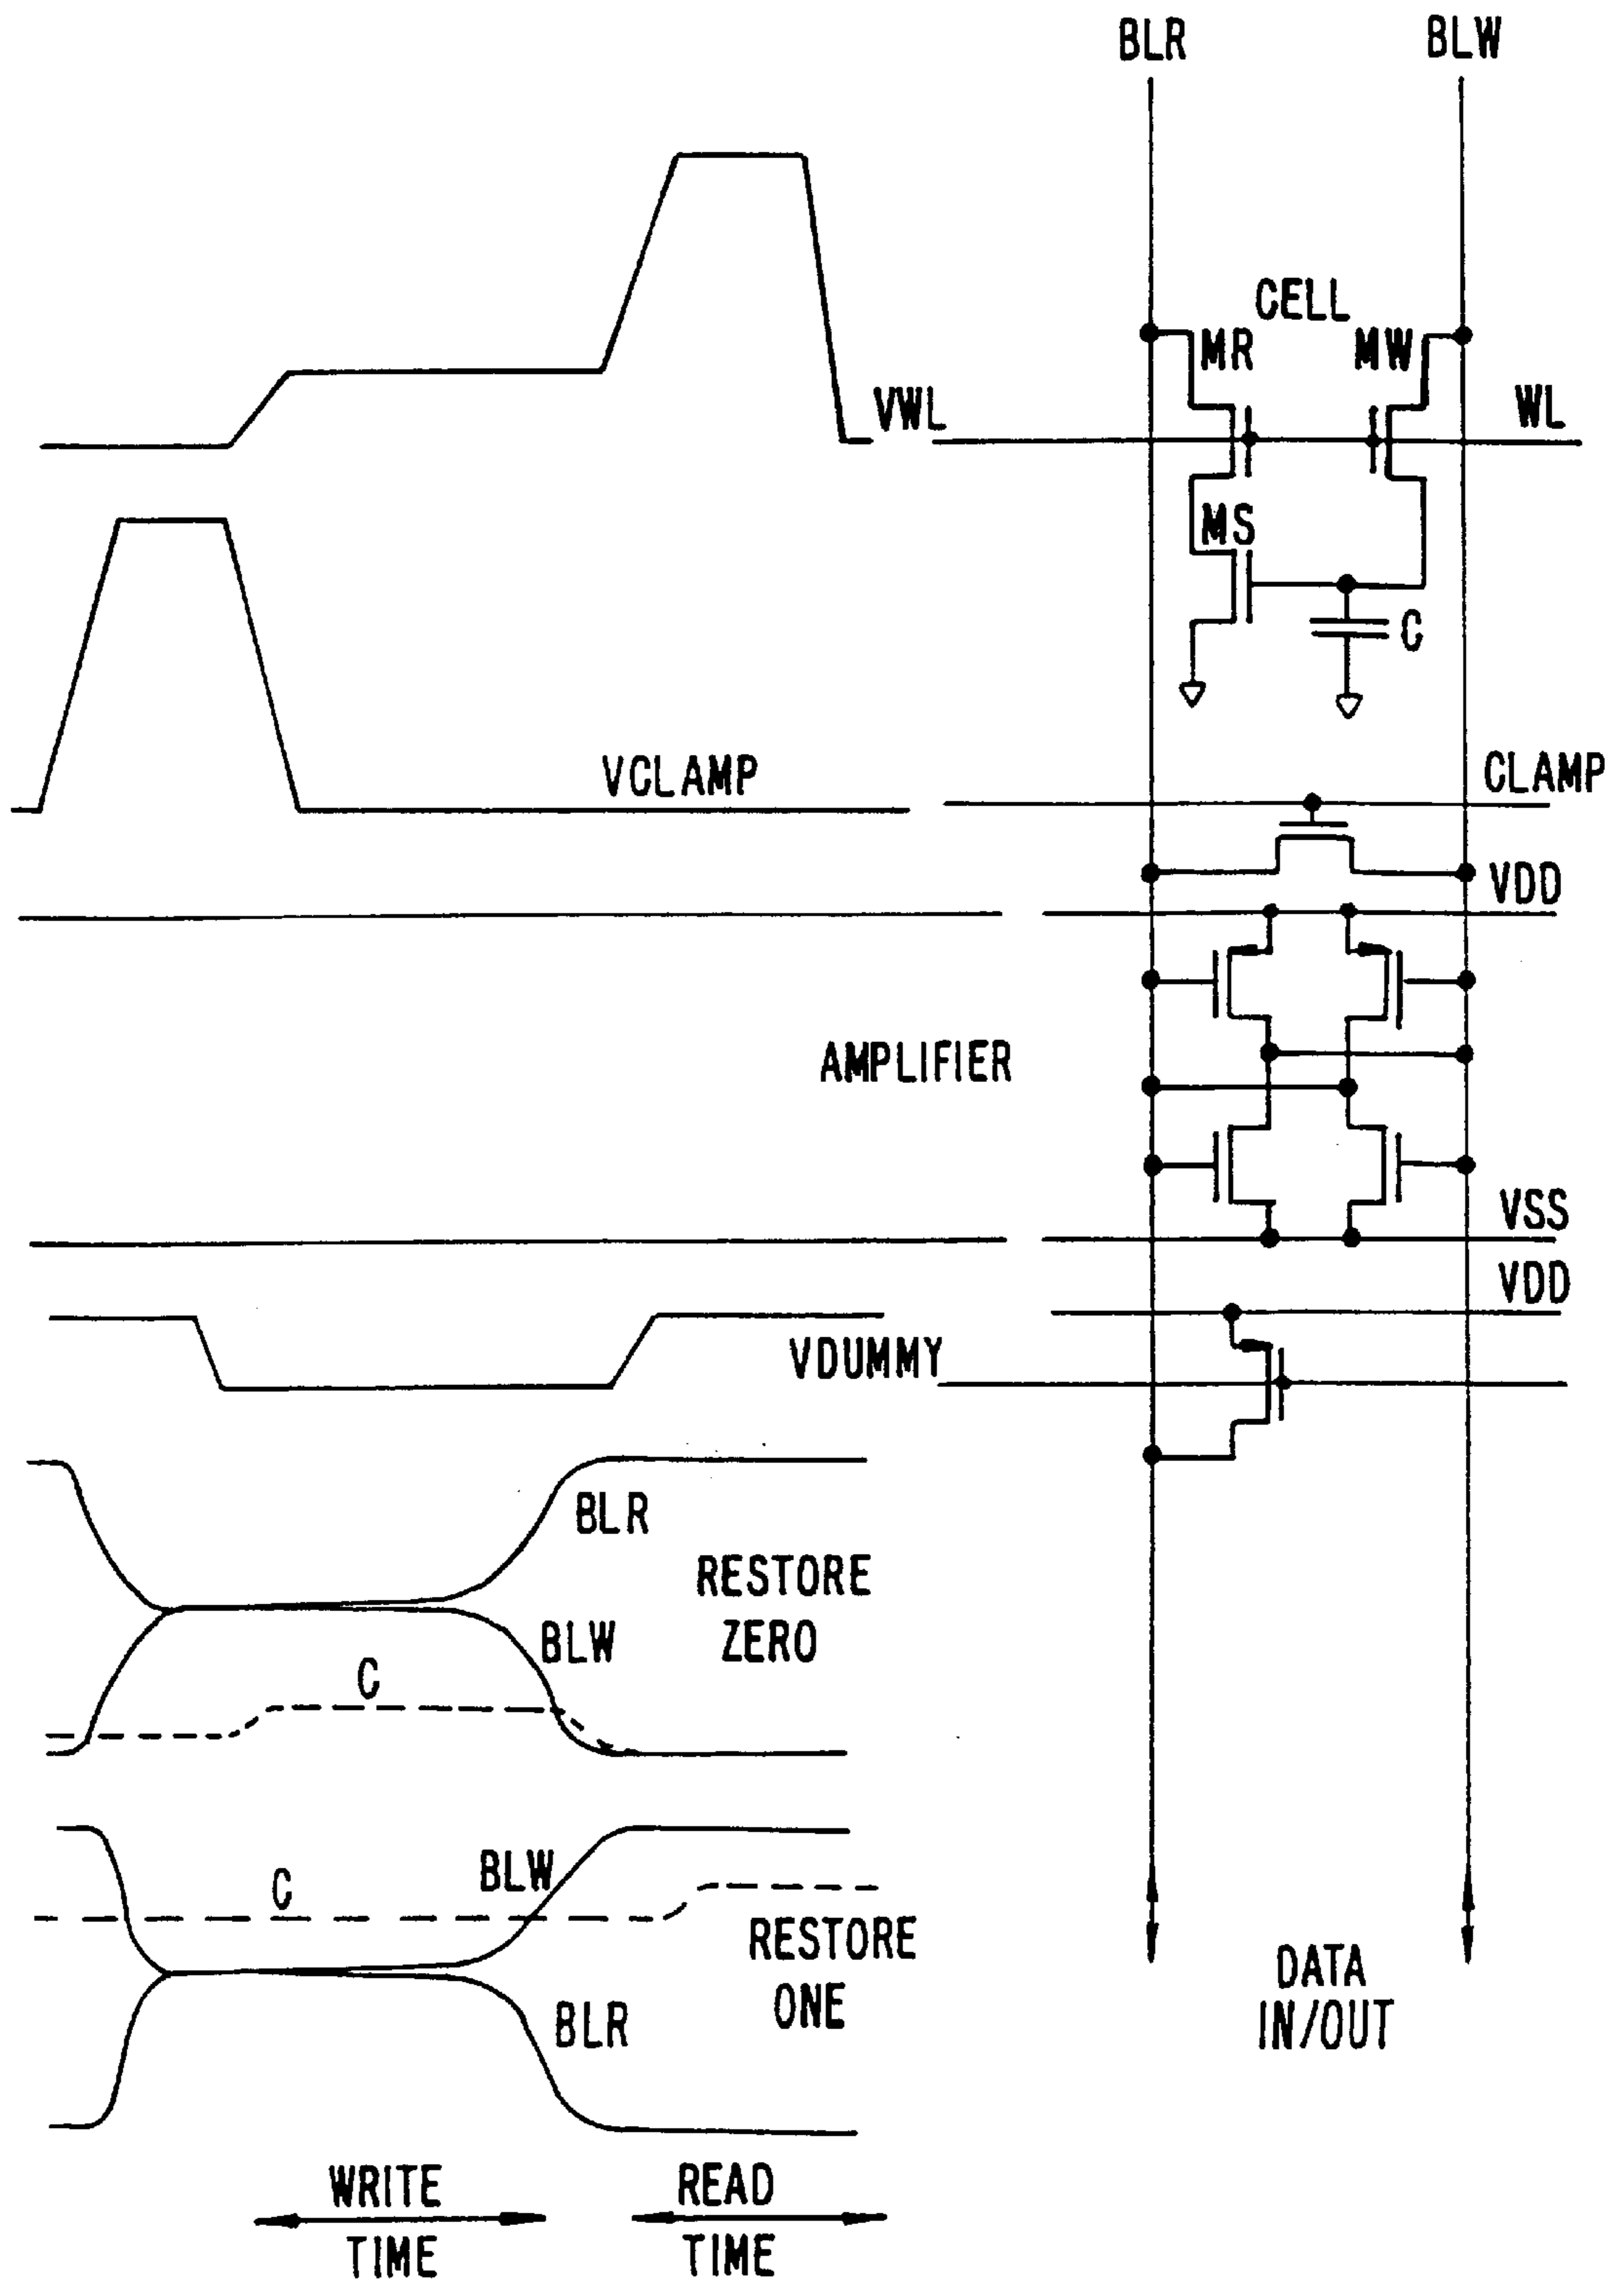 BLR
BLW
CELL
MR
MW
VWL
WL
MS
C
VCLAMP
CLAMP
VDD
AMPLIFIER
VSS
VDD
VDUMMY
BLR
RESTORE
ZERO
BLW
C
BLW
C
RESTORE
ONE
BLR
DATA
IN/OUT
WRITE
TIME
READ
TIME